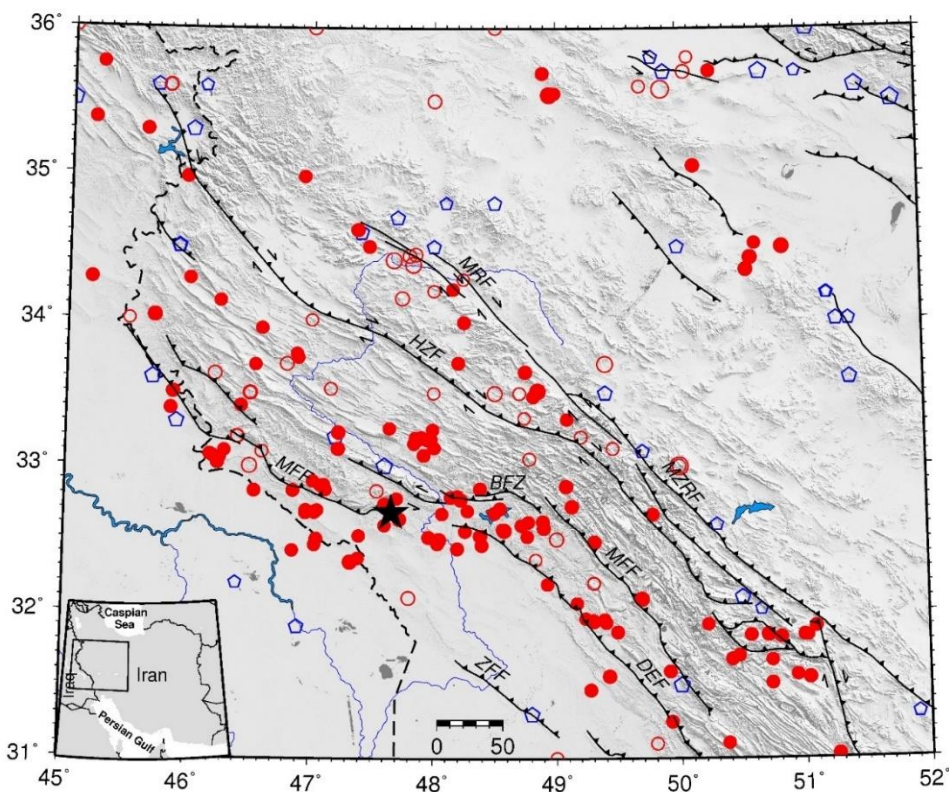 36˚
35˚
34˚
33˚
32˚
31˚
MRF
HZF
MFF
BFZ
MZRF
MFF
DEF
ZFF
Caspian
Sea
Iran
Iraq
Persian Gulf
0 50
45˚ 46˚ 47˚ 48˚ 49˚ 50˚ 51˚ 52˚